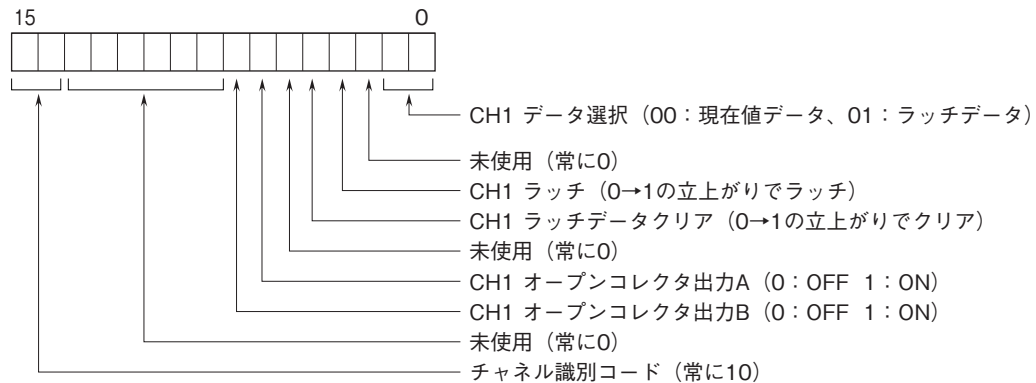 15 0
CH1 データ選択（00：現在値データ、01：ラッチデータ）
未使用（常に0）
CH1 ラッチ（0→1の立上がりでラッチ）
CH1 ラッチデータクリア（0→1の立上がりでクリア）
未使用（常に0）
CH1 オープンコレクタ出力A（0：OFF 1：ON）
CH1 オープンコレクタ出力B（0：OFF 1：ON）
未使用（常に0）
チャネル識別コード（常に10）